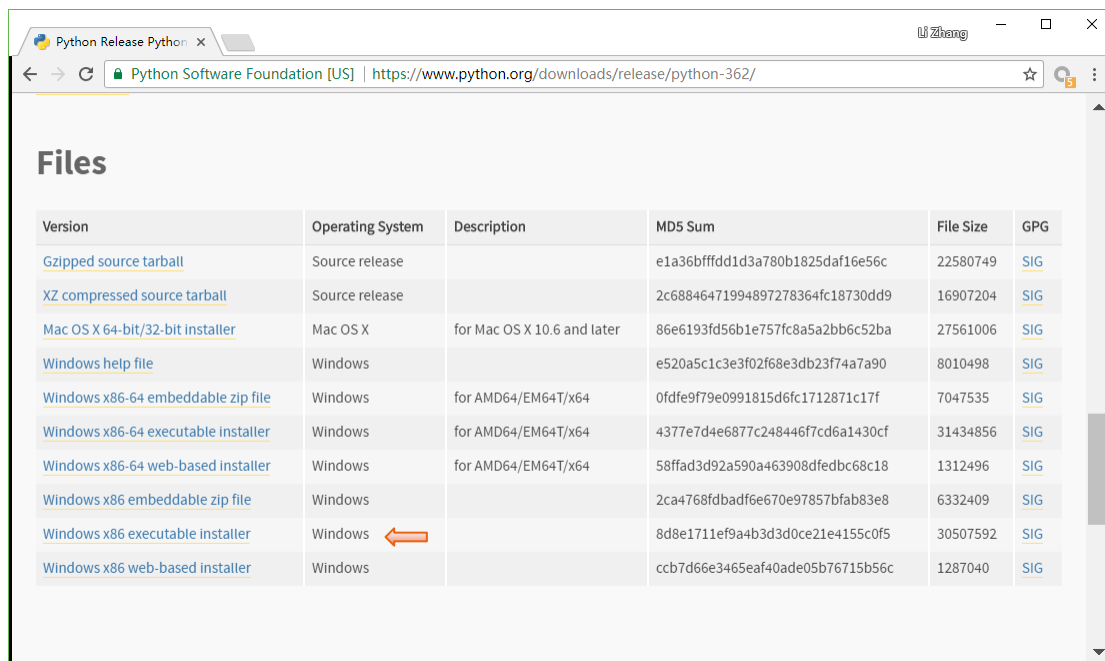 Python Release Python
Li Zhang
Python Software Foundation [US] | https://www.python.org/downloads/release/python-362/
5
Files
Version Operating System Description MD5 Sum File Size GPG
Gzipped source tarball Source release e1a36bfffdd1d3a780b1825daf16e56c 22580749 SIG
XZ compressed source tarball Source release 2c68846471994897278364fc18730dd9 16907204 SIG
Mac OS X 64-bit/32-bit installer Mac OS X for Mac OS X 10.6 and later 86e6193fd56b1e757fc8a5a2bb6c52ba 27561006 SIG
Windows help file Windows e520a5c1c3e3f02f68e3db23f74a7a90 8010498 SIG
Windows x86-64 embeddable zip file Windows for AMD64/EM64T/x64 0fdfe9f79e0991815d6fc1712871c17f 7047535 SIG
Windows x86-64 executable installer Windows for AMD64/EM64T/x64 4377e7d4e6877c248446f7cd6a1430cf 31434856 SIG
Windows x86-64 web-based installer Windows for AMD64/EM64T/x64 58ffad3d92a590a463908dfedbc68c18 1312496 SIG
Windows x86 embeddable zip file Windows 2ca4768fdbadf6e670e97857bfab83e8 6332409 SIG
Windows x86 executable installer Windows 8d8e1711ef9a4b3d3d0ce21e4155c0f5 30507592 SIG
Windows x86 web-based installer Windows ccb7d66e3465eaf40ade05b76715b56c 1287040 SIG